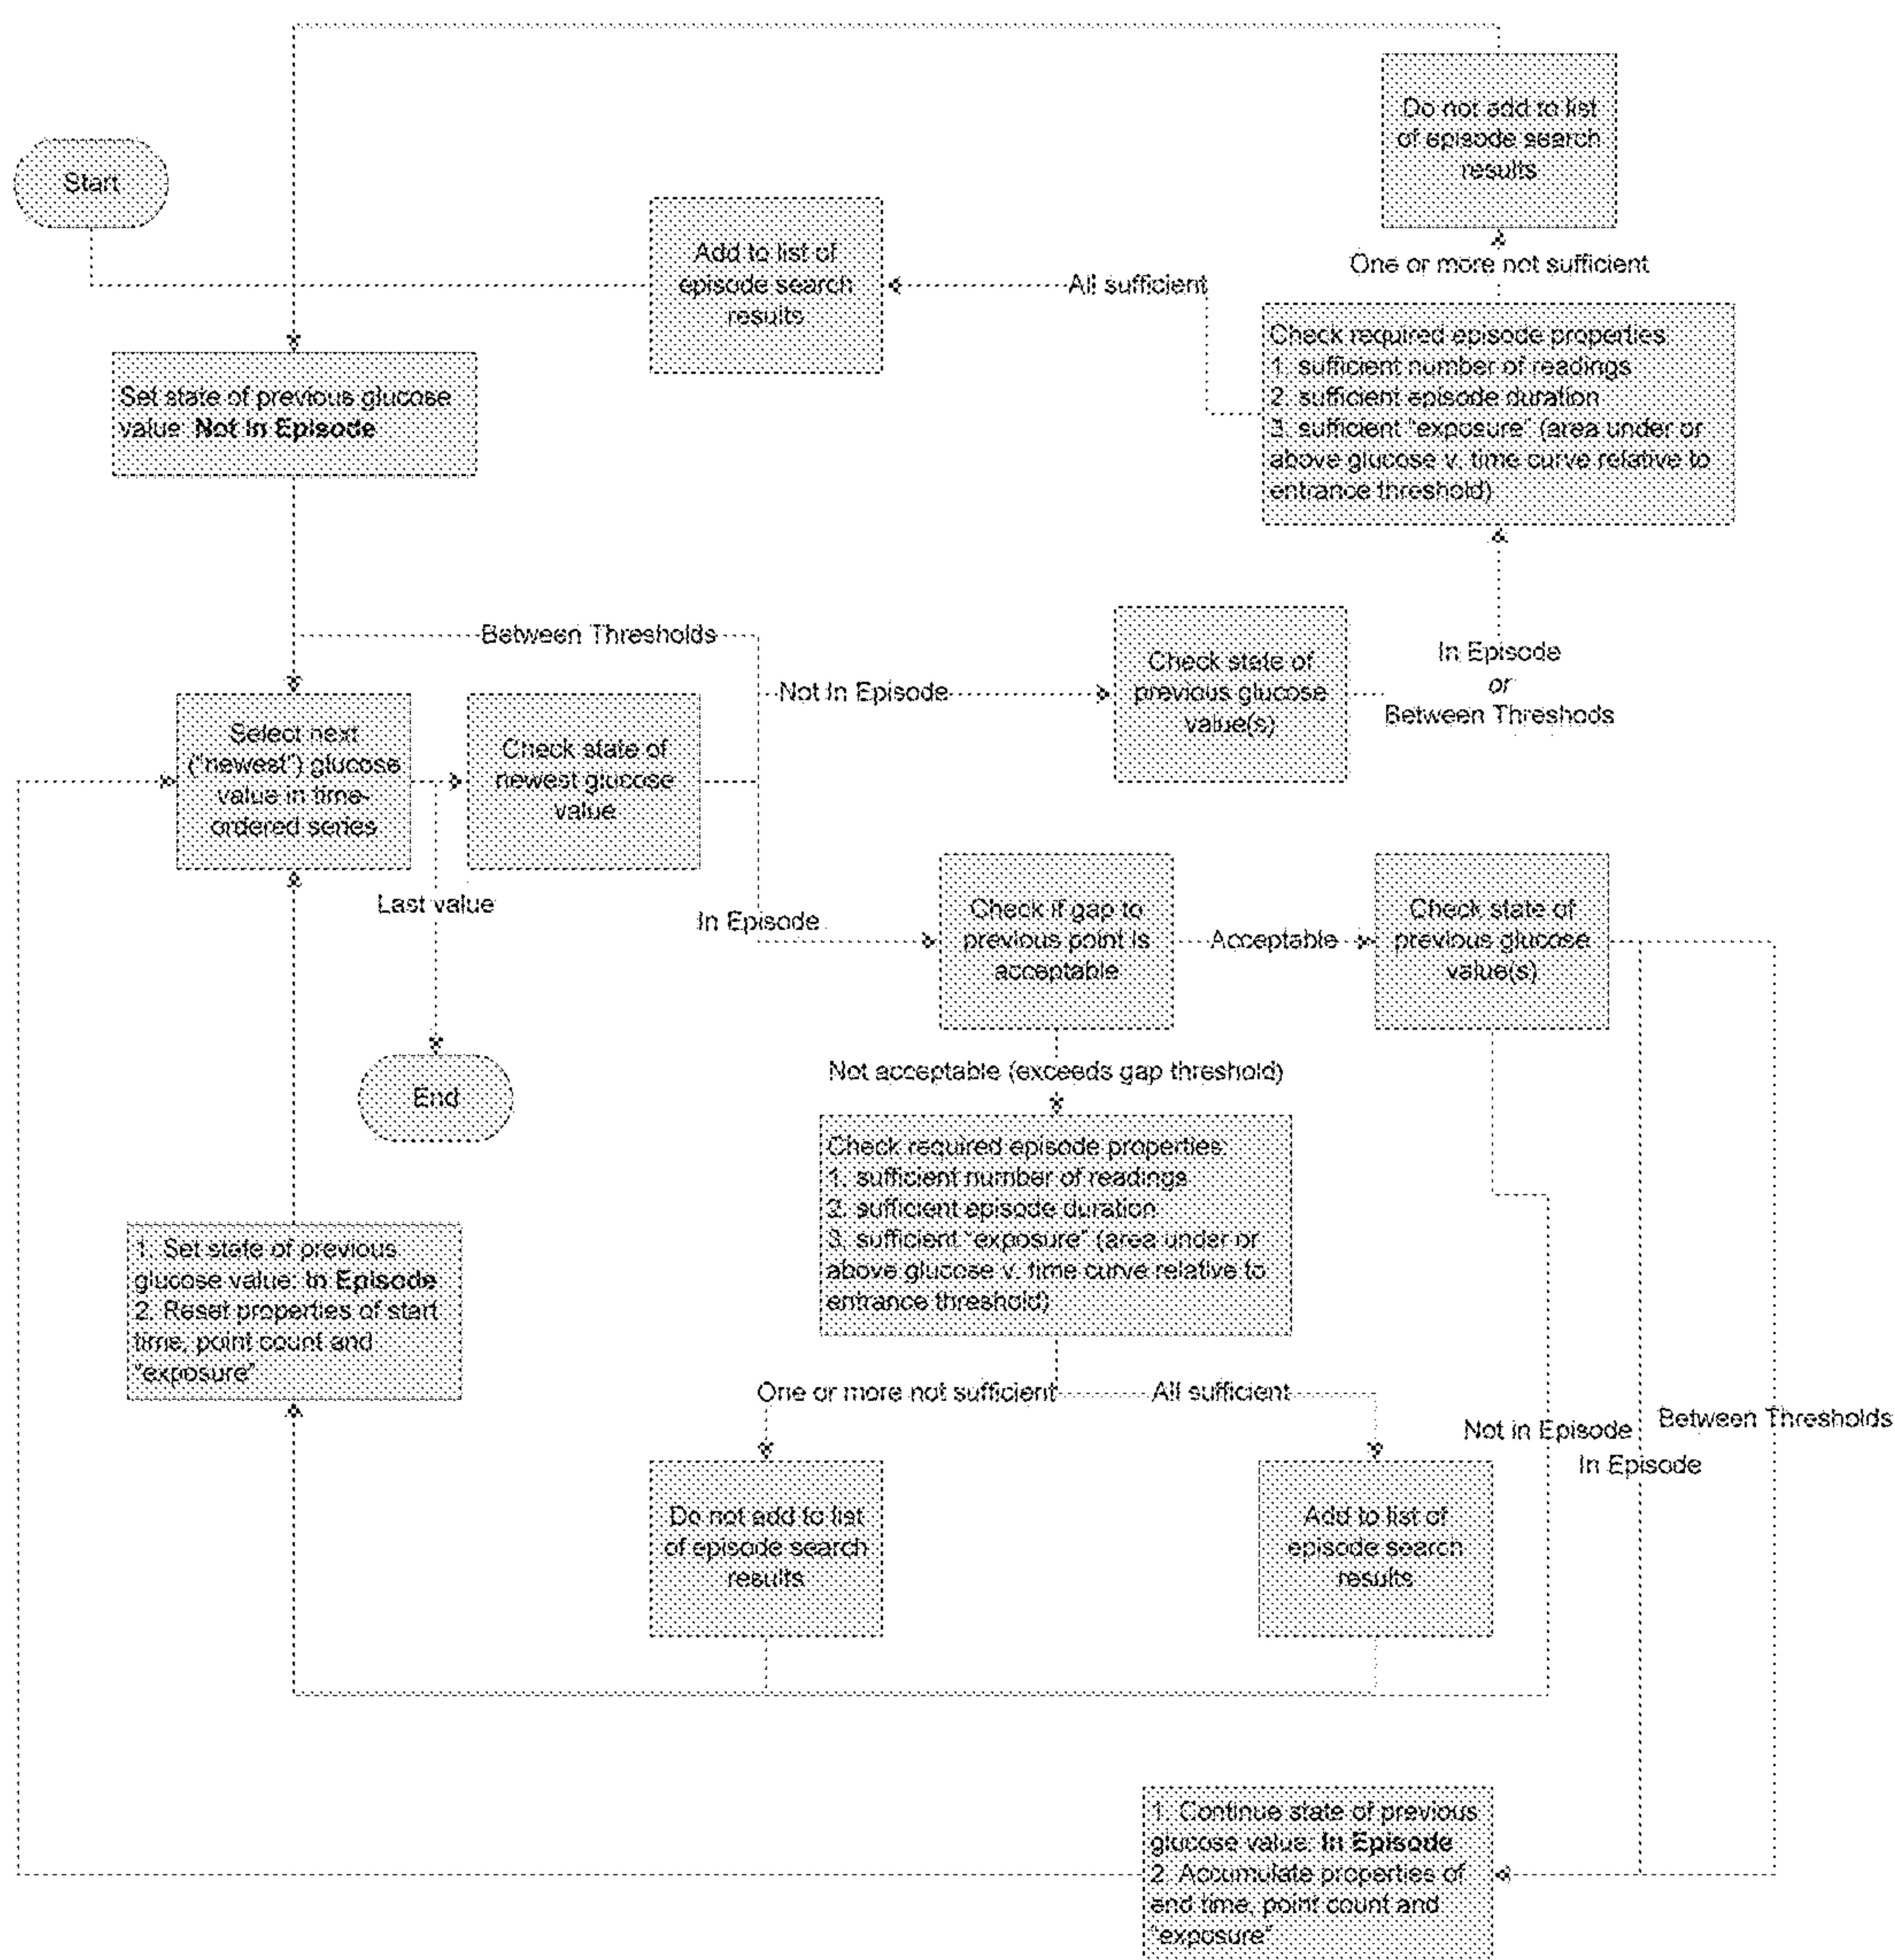 Do not add to list
of episode search
results
Start
Add to list of
episode search
results
One or more not sufficient
All sufficient
Check required episode properties:
1. sufficient number of readings
2. sufficient episode duration
3. sufficient "exposure" (area under or
above glucose v. time curve relative to
entrance threshold)
Set state of previous glucose
value: Not In Episode
Between Thresholds
Not In Episode
Check state of
previous glucose
value(s)
In Episode
or
Between Threshods
Select next
("newest") glucose
value in time-
ordered series
Check state of
newest glucose
value
Last value
In Episode
Check if gap to
previous point is
acceptable
Acceptable
Check state of
previous glucose
value(s)
End
Not acceptable (exceeds gap threshold)
Check required episode properties:
1. sufficient number of readings
2. sufficient episode duration
3. sufficient "exposure" (area under or
above glucose v. time curve relative to
entrance threshold)
1. Set state of previous
glucose value: In Episode
2. Reset properties of start
time, point count and
"exposure"
One or more not sufficient
All sufficient
Not in Episode
Between Thresholds
In Episode
Do not add to list
of episode search
results
Add to list of
episode search
results
1. Continue state of previous
glucose value: In Episode
2. Accumulate properties of
end time, point count and
"exposure"